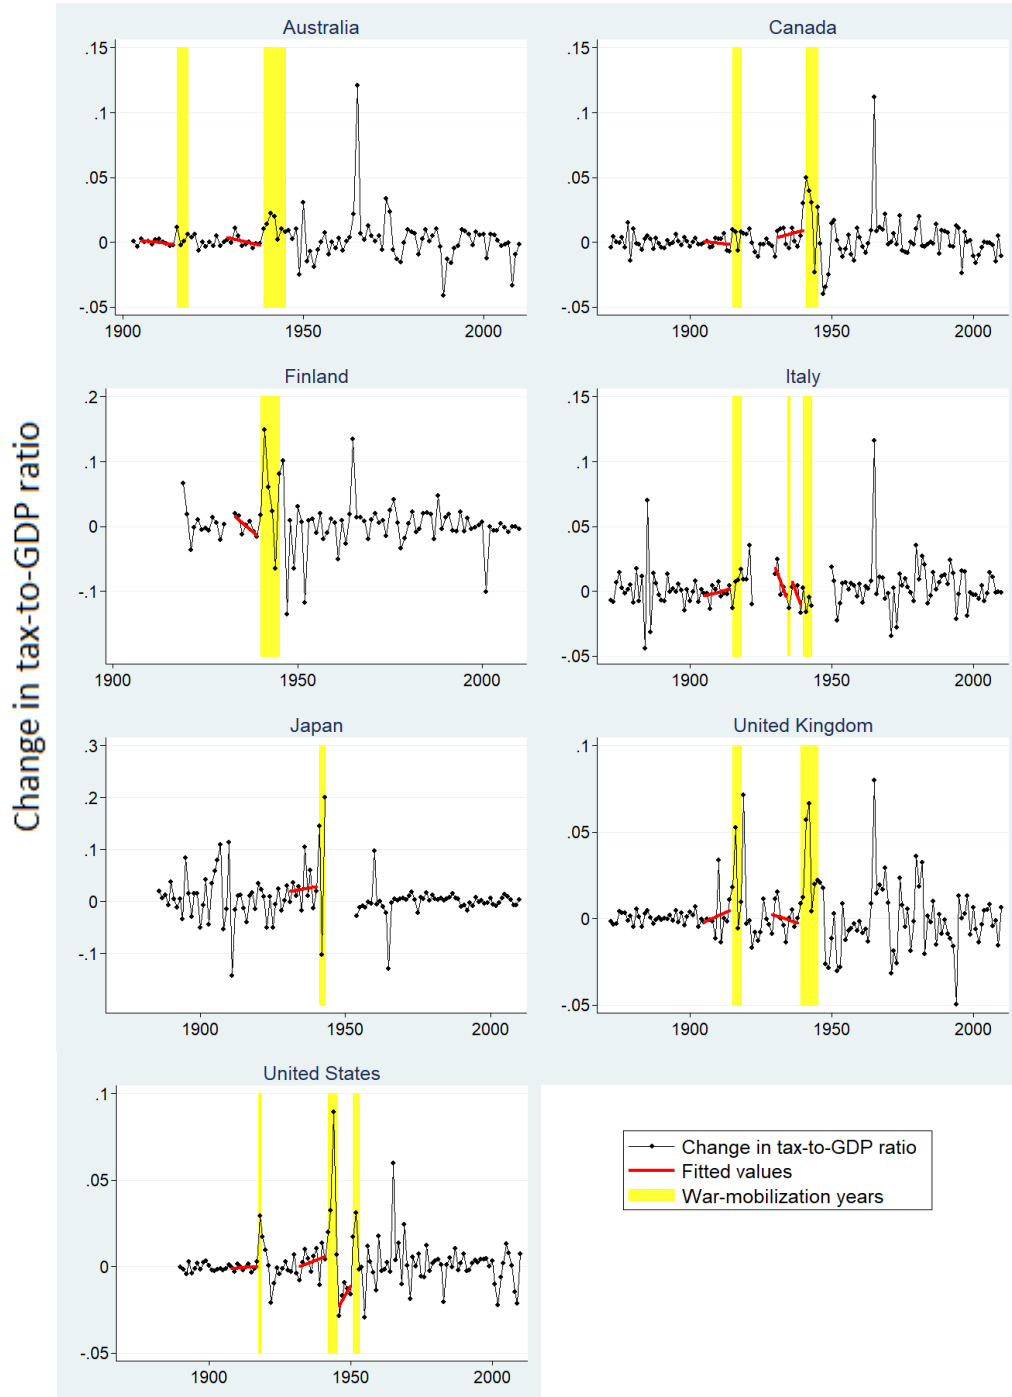 Change in tax-to-GDP ratio
Australia
.15
.1
.05
0
-.05
1900 1950 2000
Canada
.15
.1
.05
0
-.05
1900 1950 2000
Finland
.2
.1
0
-.1
1900 1950 2000
Italy
.15
.1
.05
0
-.05
1900 1950 2000
Japan
.3
.2
.1
0
-.1
1900 1950 2000
United Kingdom
.1
.05
0
-.05
1900 1950 2000
United States
.1
.05
0
-.05
1900 1950 2000
Change in tax-to-GDP ratio
Fitted values
War-mobilization years